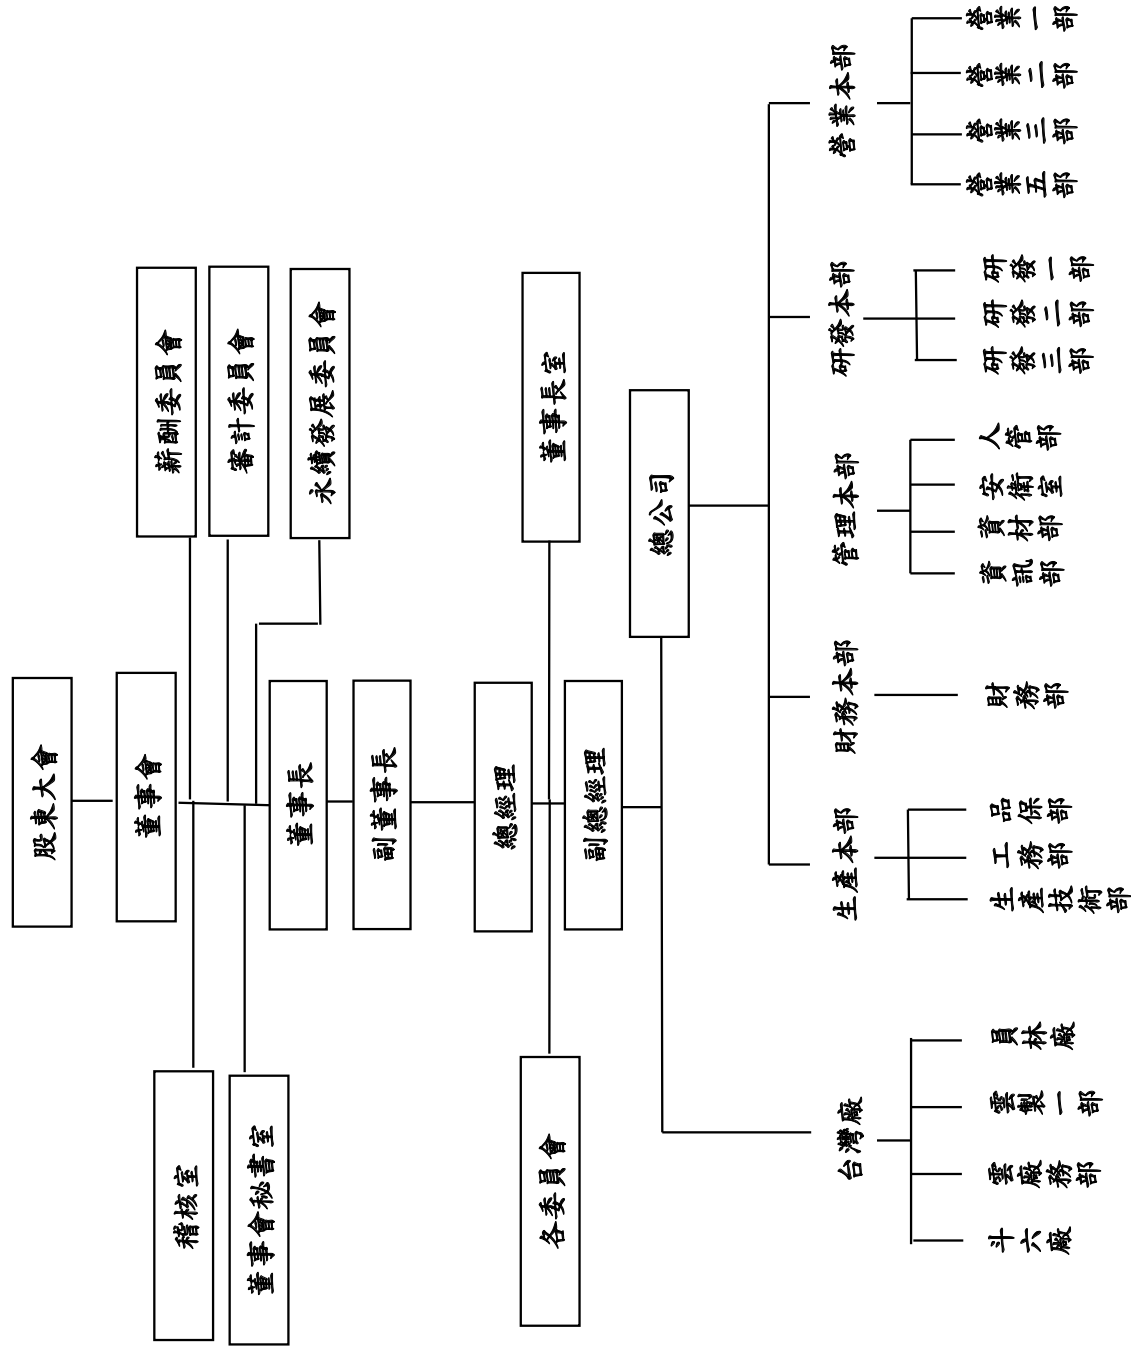 股東大會
董事會
薪酬委員會
審計委員會
永續發展委員會
稽核室
董事會秘書室
董事長
副董事長
總經理
副總經理
董事長室
各委員會
總公司
營業本部
營業一部
營業二部
營業三部
營業五部
研發本部
研發一部
研發二部
研發三部
管理本部
人管部
安衛室
資材部
資訊部
財務本部
財務部
生產本部
品保部
工務部
生產技術部
台灣廠
員林廠
雲製一部
雲廠務部
斗六廠